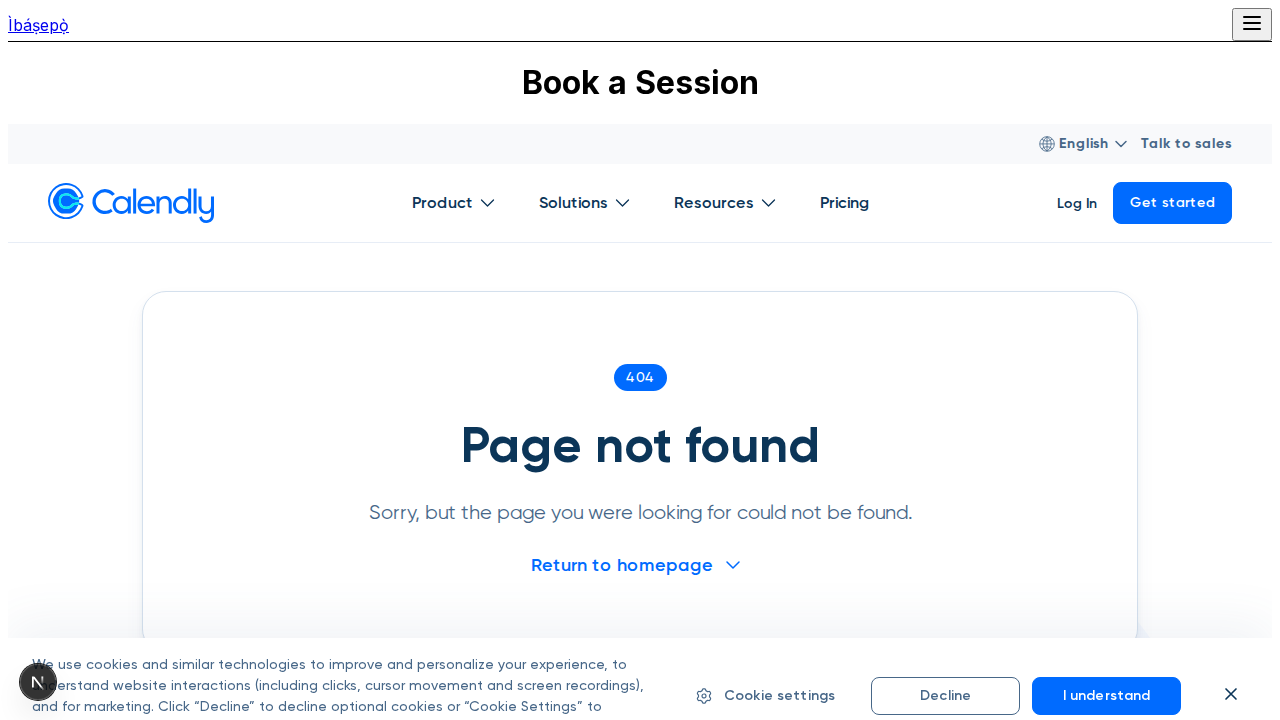 Ìbáṣepọ̀
Book a Session
English
Talk to sales
Calendly
Product
Solutions
Resources
Pricing
Log In
Get started
404
Page not found
Sorry, but the page you were looking for could not be found.
Return to homepage
We use cookies and similar technologies to improve and personalize your experience, to
understand website interactions (including clicks, cursor movement and screen recordings),
and for marketing. Click “Decline” to decline optional cookies or “Cookie Settings” to
Cookie settings
Decline
I understand
N